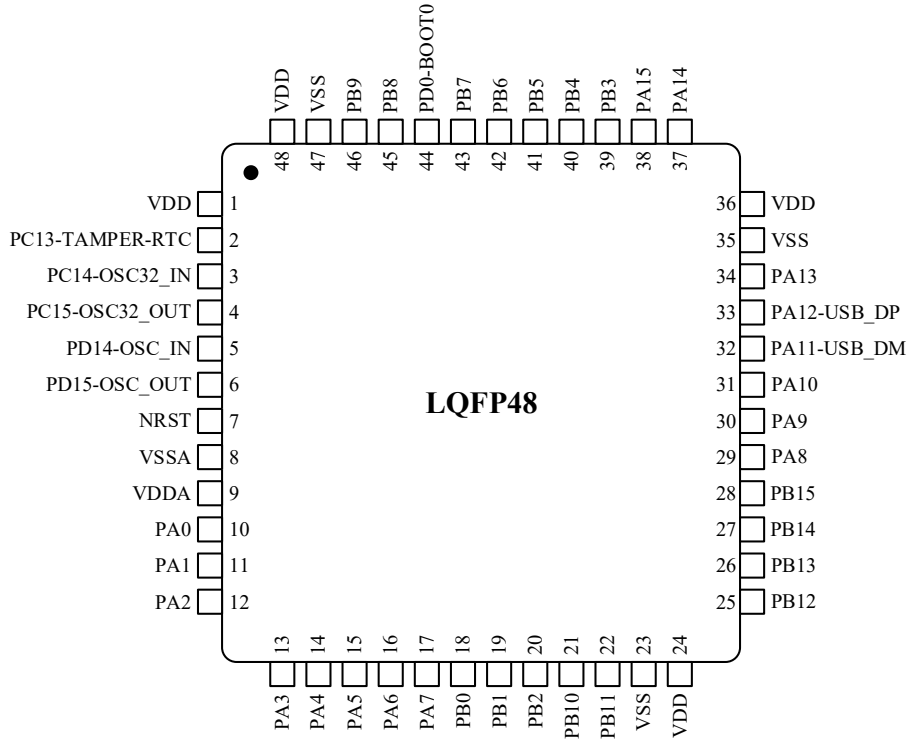 VDD
VSS
PB9
PB8
PD0-BOOT0
PB7
PB6
PB5
PB4
PB3
PA15
PA14
48
47
46
45
44
43
42
41
40
39
38
37
VDD 1
PC13-TAMPER-RTC 2
PC14-OSC32_IN 3
PC15-OSC32_OUT 4
PD14-OSC_IN 5
PD15-OSC_OUT 6
NRST 7
VSSA 8
VDDA 9
PA0 10
PA1 11
PA2 12
LQFP48
36 VDD
35 VSS
34 PA13
33 PA12-USB_DP
32 PA11-USB_DM
31 PA10
30 PA9
29 PA8
28 PB15
27 PB14
26 PB13
25 PB12
13
14
15
16
17
18
19
20
21
22
23
24
PA3
PA4
PA5
PA6
PA7
PB0
PB1
PB2
PB10
PB11
VSS
VDD